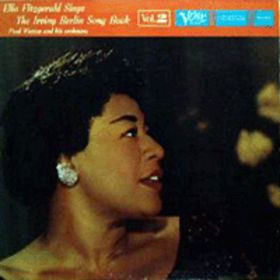 Ella Fitzgerald Sings
The Irving Berlin Song Book
Paul Weston and his orchestra
Vol. 2
Verve